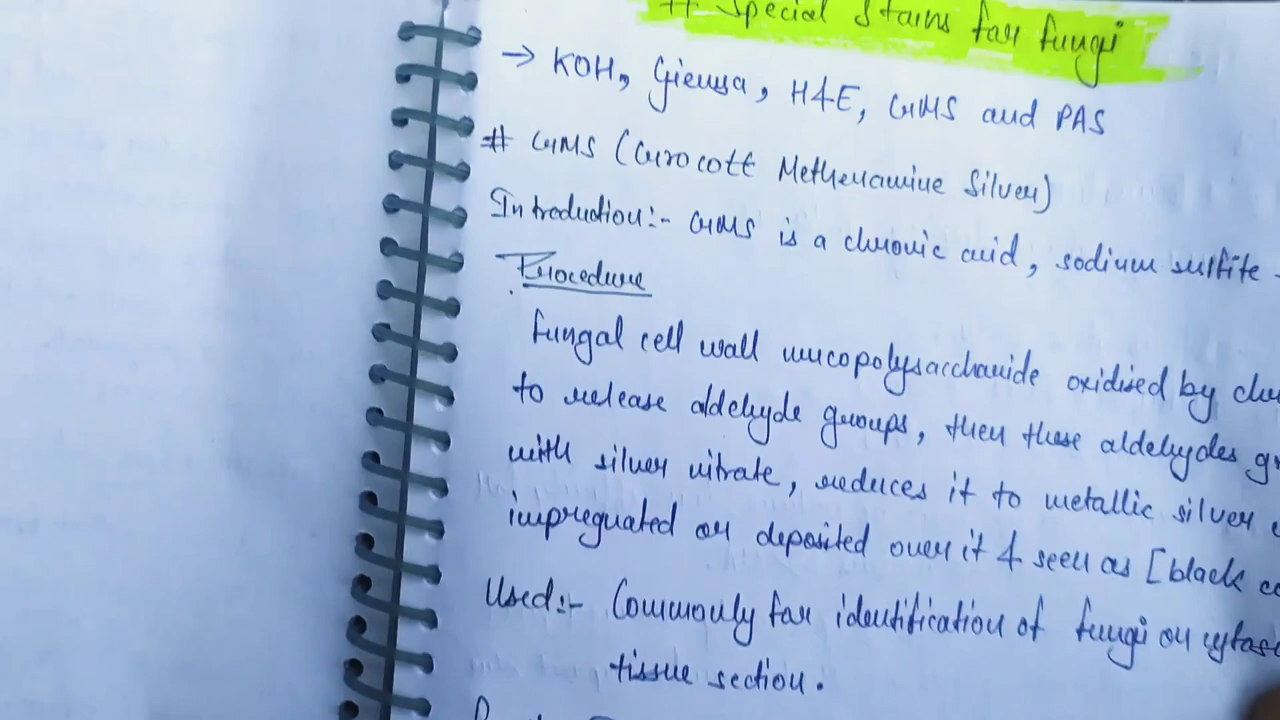 # Special Stains for fungi
→ KOH, Giemsa, H&E, GMS and PAS
# GMS (Grocott Methenamine Silver)
Introduction:- GMS is a chromic acid, sodium sulfite
Procedure
fungal cell wall mucopolysaccharide oxidised by
to release aldehyde groups, then these aldehydes
with silver nitrate, reduces it to metallic silver
impregnated or deposited over it & seen as [black
Used:- Commonly for identification of fungi on
tissue section.